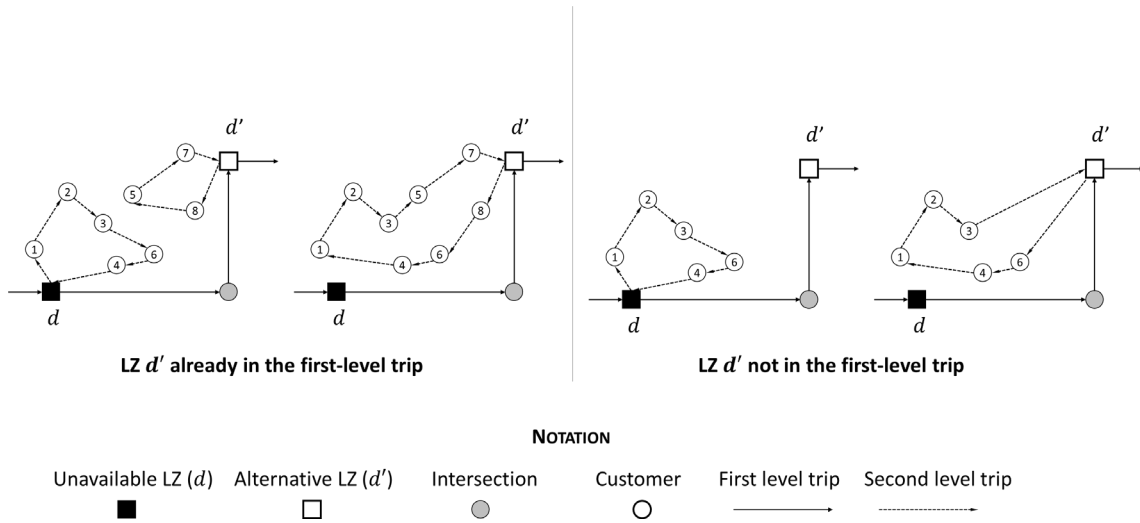 d'
d'
d'
d'
7
7
2
2
5
5
8
8
3
3
1
1
6
6
4
4
2
2
3
3
1
1
6
6
4
4
d
d
d
d
LZ d' already in the first-level trip
LZ d' not in the first-level trip
NOTATION
Unavailable LZ (d)
Alternative LZ (d')
Intersection
Customer
First level trip
Second level trip